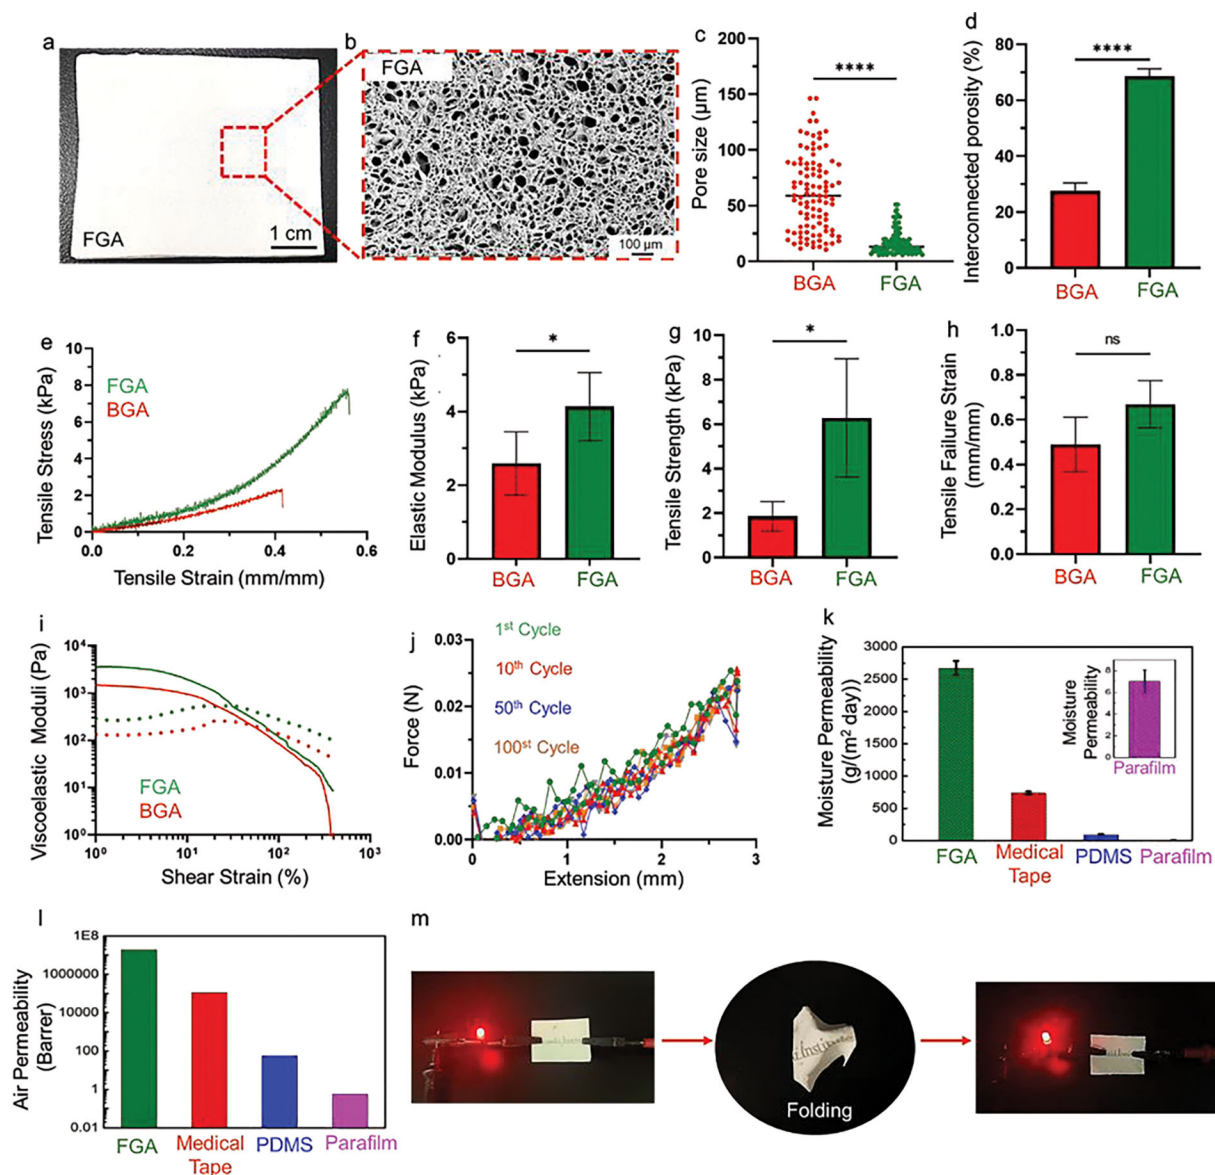 a
FGA
1 cm
b
FGA
100 µm
c
Pore size (µm)
200
150
100
50
0
****
BGA
FGA
d
Interconnected porosity (%)
80
60
40
20
0
****
BGA
FGA
e
Tensile Stress (kPa)
10
8
6
4
2
0
FGA
BGA
0.0
0.2
0.4
0.6
Tensile Strain (mm/mm)
f
Elastic Modulus (kPa)
6
4
2
0
*
BGA
FGA
g
Tensile Strength (kPa)
10
8
6
4
2
0
*
BGA
FGA
h
Tensile Failure Strain
(mm/mm)
1.0
0.8
0.6
0.4
0.2
0.0
ns
BGA
FGA
i
Viscoelastic Moduli (Pa)
10⁴
10³
10²
10¹
10⁰
FGA
BGA
10⁰
10¹
10²
10³
Shear Strain (%)
j
Force (N)
0.03
0.02
0.01
0.00
1st Cycle
10th Cycle
50th Cycle
100st Cycle
0
1
2
3
Extension (mm)
k
Moisture Permeability
(g/(m² day))
3000
2500
2000
1500
1000
500
0
Moisture
Permeability
8
6
4
2
0
Parafilm
FGA
Medical
Tape
PDMS
Parafilm
l
Air Permeability
(Barrer)
1E8
1000000
10000
100
1
0.01
FGA
Medical
Tape
PDMS
Parafilm
m
Folding